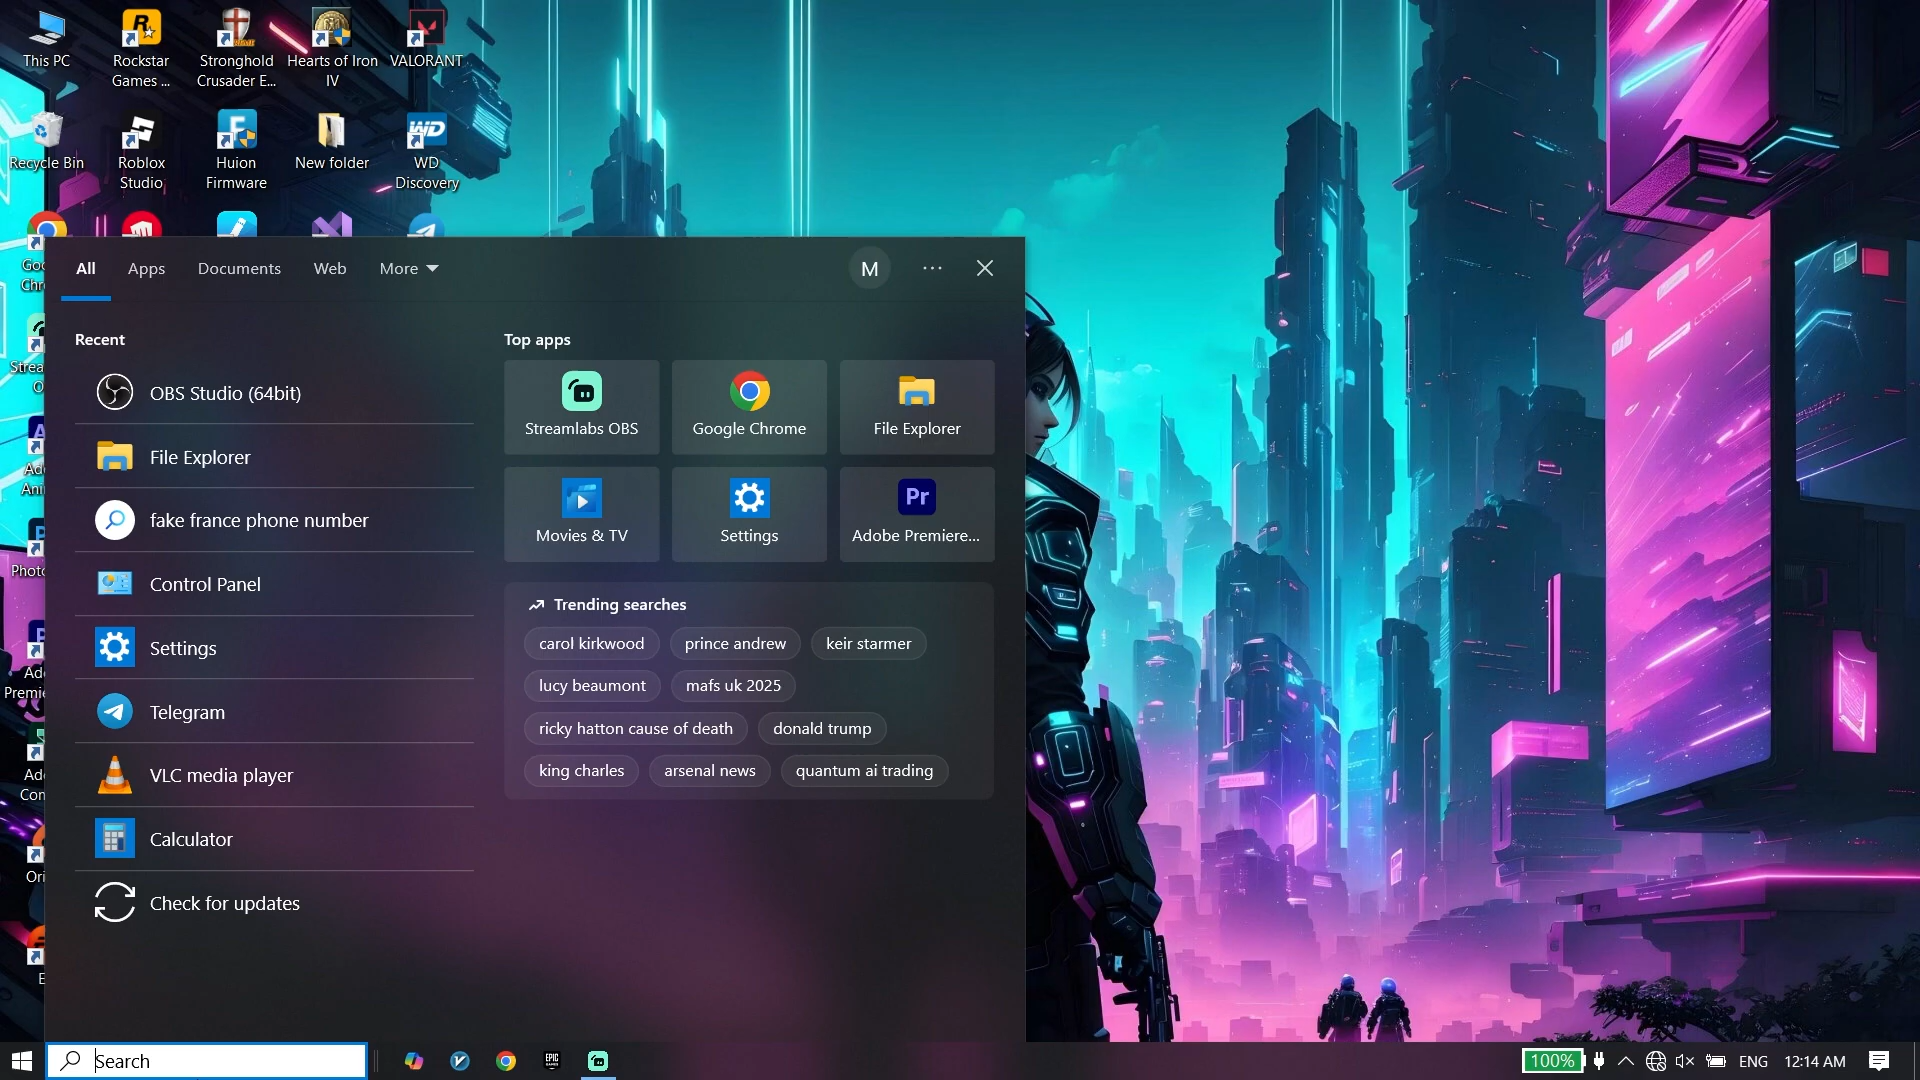 This PC
Rockstar
Games ...
Stronghold
Crusader E...
Hearts of Iron
IV
VALORANT
Recycle Bin
Roblox
Studio
Huion
Firmware
New folder
WD
Discovery
All
Apps
Documents
Web
More
M
Recent
OBS Studio (64bit)
File Explorer
fake france phone number
Control Panel
Settings
Telegram
VLC media player
Calculator
Check for updates
Top apps
Streamlabs OBS
Google Chrome
File Explorer
Movies & TV
Settings
Pr
Adobe Premiere...
Trending searches
carol kirkwood
prince andrew
keir starmer
lucy beaumont
mafs uk 2025
ricky hatton cause of death
donald trump
king charles
arsenal news
quantum ai trading
Search
EPIC
GAMES
100%
ENG
12:14 AM